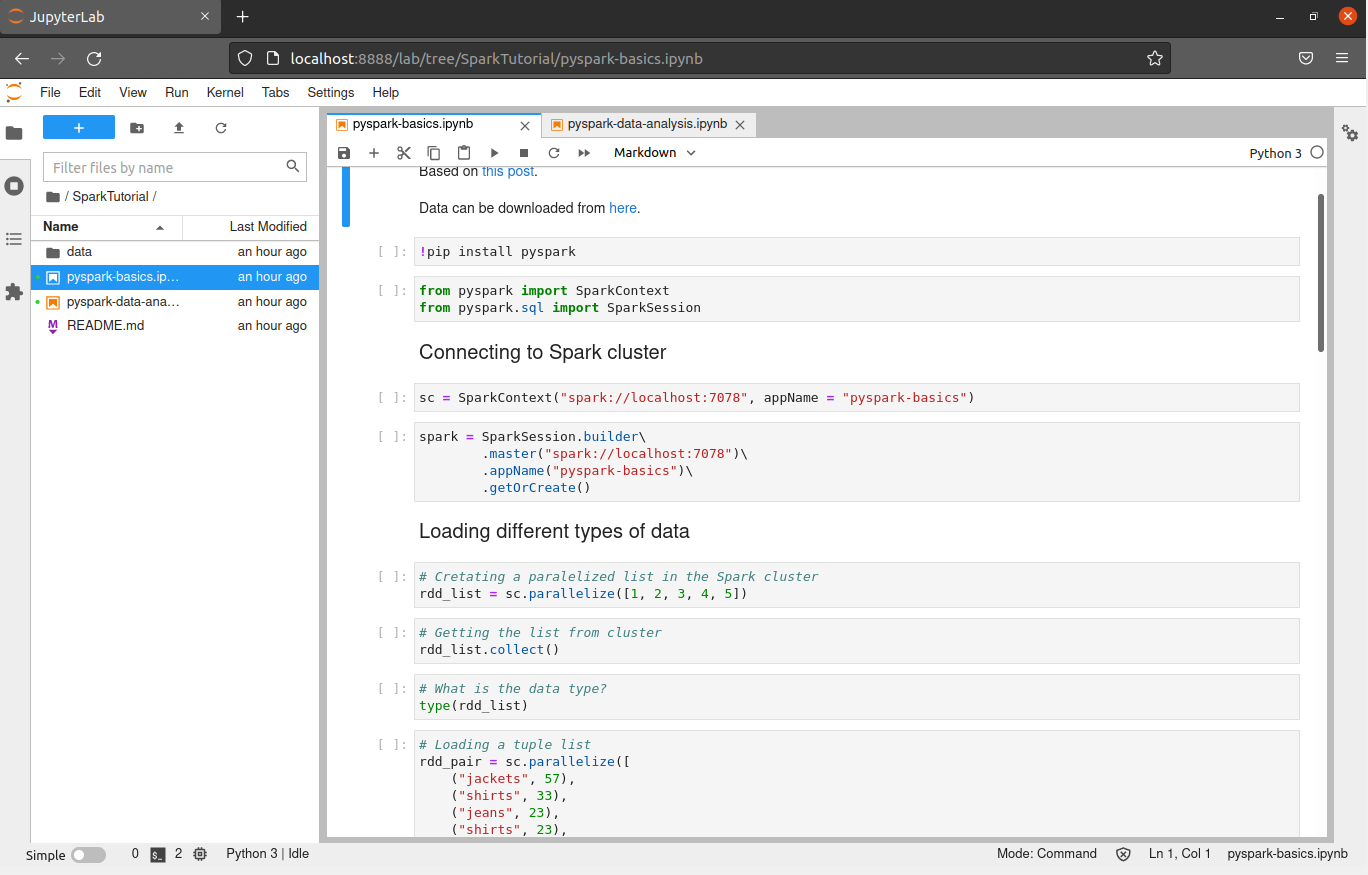 JupyterLab
localhost:8888/lab/tree/SparkTutorial/pyspark-basics.ipynb
File Edit View Run Kernel Tabs Settings Help
Filter files by name
/ SparkTutorial /
Name Last Modified
data an hour ago
pyspark-basics.ip… an hour ago
pyspark-data-ana… an hour ago
M README.md an hour ago
pyspark-basics.ipynb pyspark-data-analysis.ipynb
Markdown Python 3
Based on this post.
Data can be downloaded from here.
[ ]: !pip install pyspark
[ ]: from pyspark import SparkContext
from pyspark.sql import SparkSession
Connecting to Spark cluster
[ ]: sc = SparkContext("spark://localhost:7078", appName = "pyspark-basics")
[ ]: spark = SparkSession.builder\
.master("spark://localhost:7078")\
.appName("pyspark-basics")\
.getOrCreate()
Loading different types of data
[ ]: # Cretating a paralelized list in the Spark cluster
rdd_list = sc.parallelize([1, 2, 3, 4, 5])
[ ]: # Getting the list from cluster
rdd_list.collect()
[ ]: # What is the data type?
type(rdd_list)
[ ]: # Loading a tuple list
rdd_pair = sc.parallelize([
("jackets", 57),
("shirts", 33),
("jeans", 23),
("shirts", 23),
Simple 0 $_ 2 Python 3 | Idle Mode: Command Ln 1, Col 1 pyspark-basics.ipynb